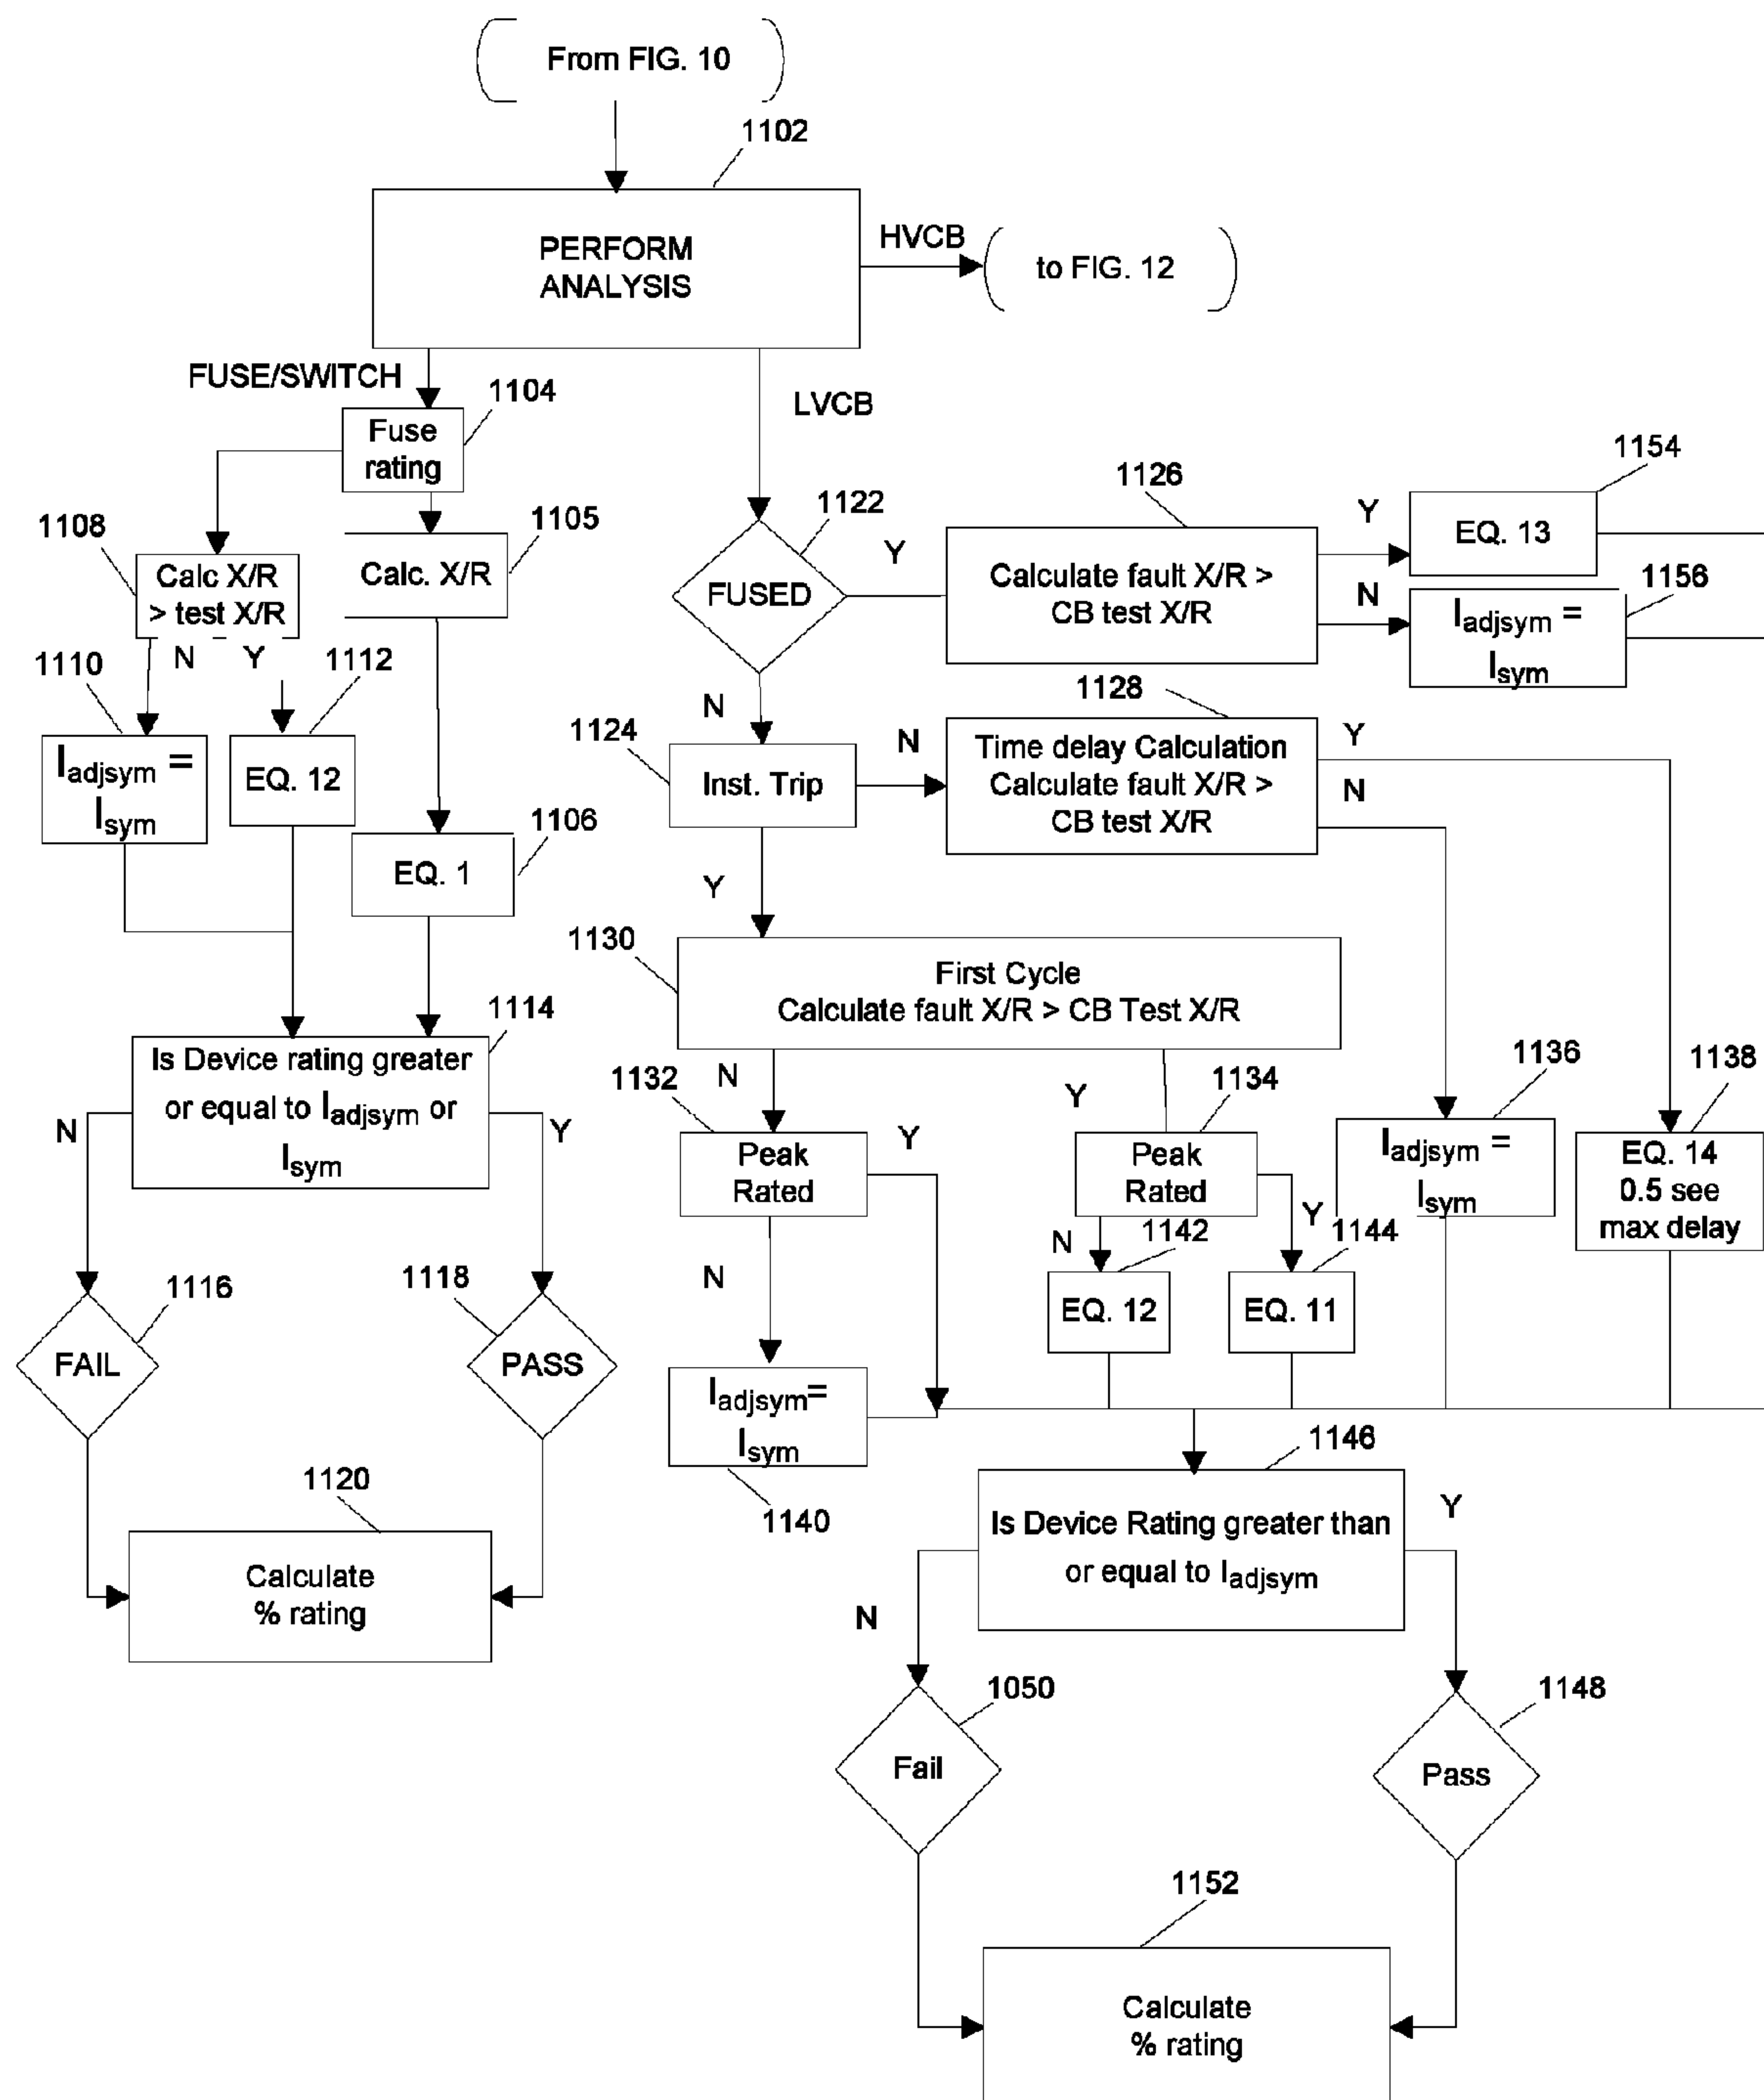 From FIG. 10
1102
PERFORM
ANALYSIS
HVCB
to FIG. 12
FUSE/SWITCH
LVCB
1104
Fuse
rating
1108
Calc X/R
> test X/R
1105
Calc. X/R
N
Y
1110
Iadjsym =
Isym
1112
EQ. 12
1106
EQ. 1
1114
Is Device rating greater
or equal to Iadjsym or
Isym
N
Y
1116
FAIL
1118
PASS
1120
Calculate
% rating
1122
FUSED
Y
N
1126
Calculate fault X/R >
CB test X/R
Y
N
1154
EQ. 13
1156
Iadjsym =
Isym
1124
Inst. Trip
N
Y
1128
Time delay Calculation
Calculate fault X/R >
CB test X/R
Y
N
1130
First Cycle
Calculate fault X/R > CB Test X/R
N
Y
1132
Peak
Rated
Y
N
1134
Peak
Rated
N
Y
1136
Iadjsym =
Isym
1138
EQ. 14
0.5 see
max delay
1142
EQ. 12
1144
EQ. 11
Iadjsym=
Isym
1140
1146
Is Device Rating greater than
or equal to Iadjsym
N
Y
1050
Fail
1148
Pass
1152
Calculate
% rating